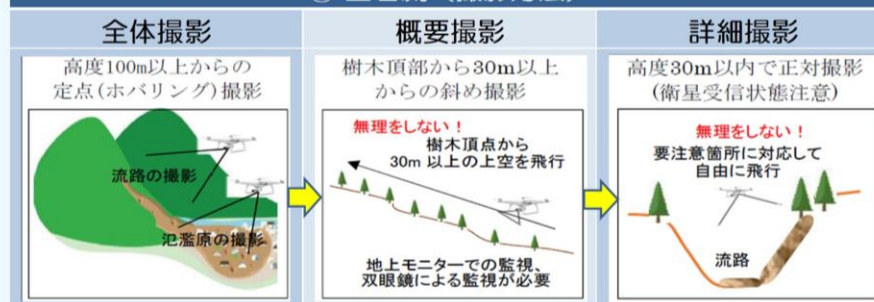 全体撮影
概要撮影
詳細撮影
高度100m以上からの
定点(ホバリング)撮影
流路の撮影
氾濫原の撮影
樹木頂部から30m以上
からの斜め撮影
無理をしない！
樹木頂点から
30m 以上の上空を飛行
地上モニターでの監視、
双眼鏡による監視が必要
高度30m以内で正対撮影
(衛星受信状態注意)
無理をしない！
要注意箇所に対応して
自由に飛行
流路